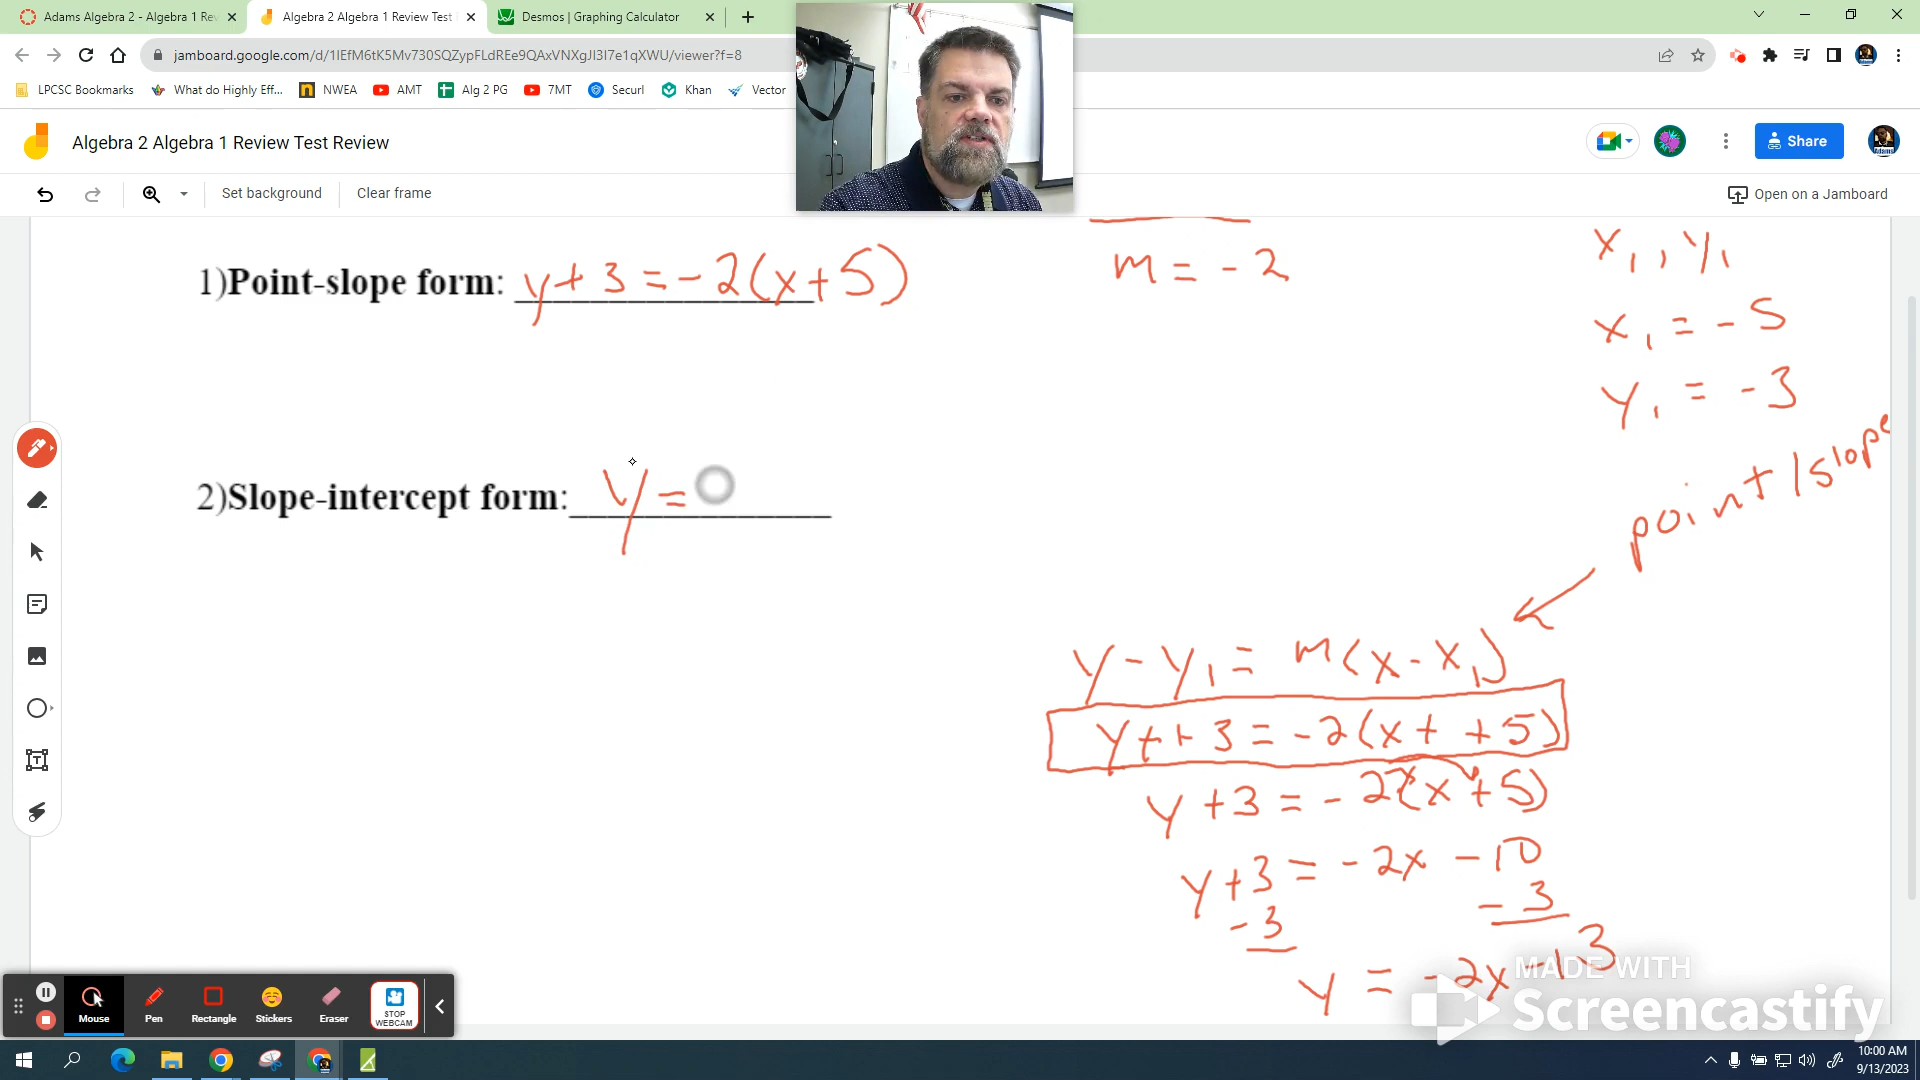 Adams Algebra 2 - Algebra 1 Rev
Algebra 2 Algebra 1 Review Test
Desmos | Graphing Calculator
jamboard.google.com/d/1IEfM6tK5Mv730SQZypFLdREe9QAxVNXgJI3I7e1qXWU/viewer?f=8
LPCSC Bookmarks
What do Highly Eff...
NWEA
AMT
Alg 2 PG
7MT
Securl
Khan
Vector
Algebra 2 Algebra 1 Review Test Review
Share
Set background
Clear frame
Open on a Jamboard
1)Point-slope form: y+3=-2(x+5)
m = -2
x₁, y₁
x₁ = -5
y₁ = -3
point/slope
2)Slope-intercept form: y=
y-y₁ = m(x-x₁)
y++3=-2(x+ +5)
y+3=-2(x+5)
y+3=-2x-10
-3 -3
y = -2x-13
Mouse
Pen
Rectangle
Stickers
Eraser
STOP
WEBCAM
MADE WITH
Screencastify
10:00 AM
9/13/2023